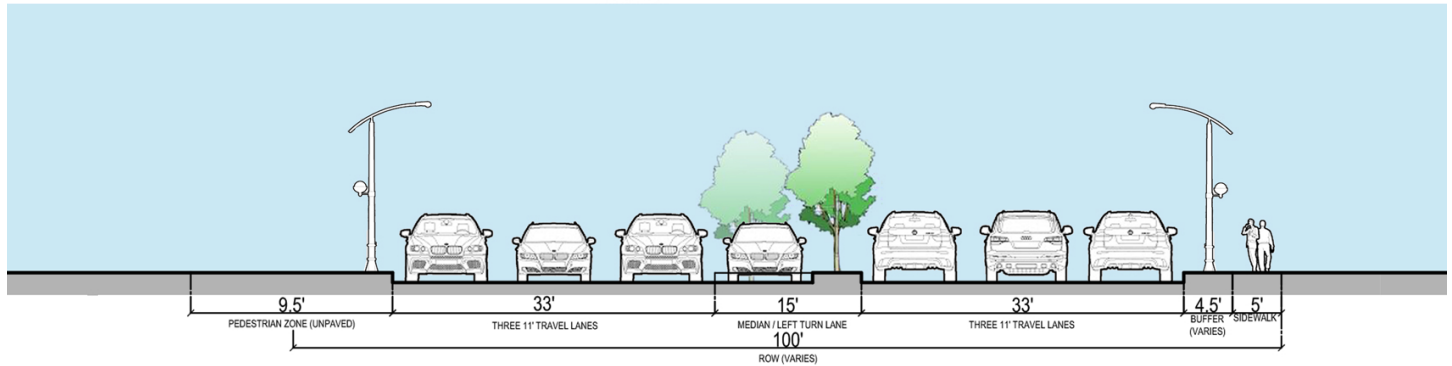 9.5'
33'
15'
33'
4.5'
5'
PEDESTRIAN ZONE (UNPAVED)
THREE 11' TRAVEL LANES
MEDIAN / LEFT TURN LANE
THREE 11' TRAVEL LANES
BUFFER
(VARIES)
SIDEWALK
100'
ROW (VARIES)